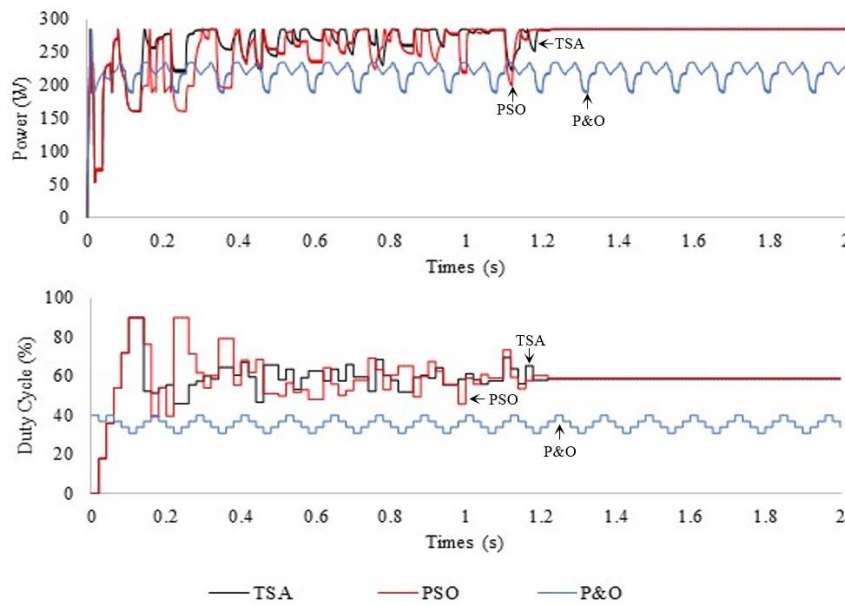 300
250
200
150
100
50
0
Power (W)
TSA
PSO
P&O
0 0.2 0.4 0.6 0.8 1 1.2 1.4 1.6 1.8 2
Times (s)
100
80
60
40
20
0
Duty Cycle (%)
TSA
PSO
P&O
0 0.2 0.4 0.6 0.8 1 1.2 1.4 1.6 1.8 2
Times (s)
TSA PSO P&O